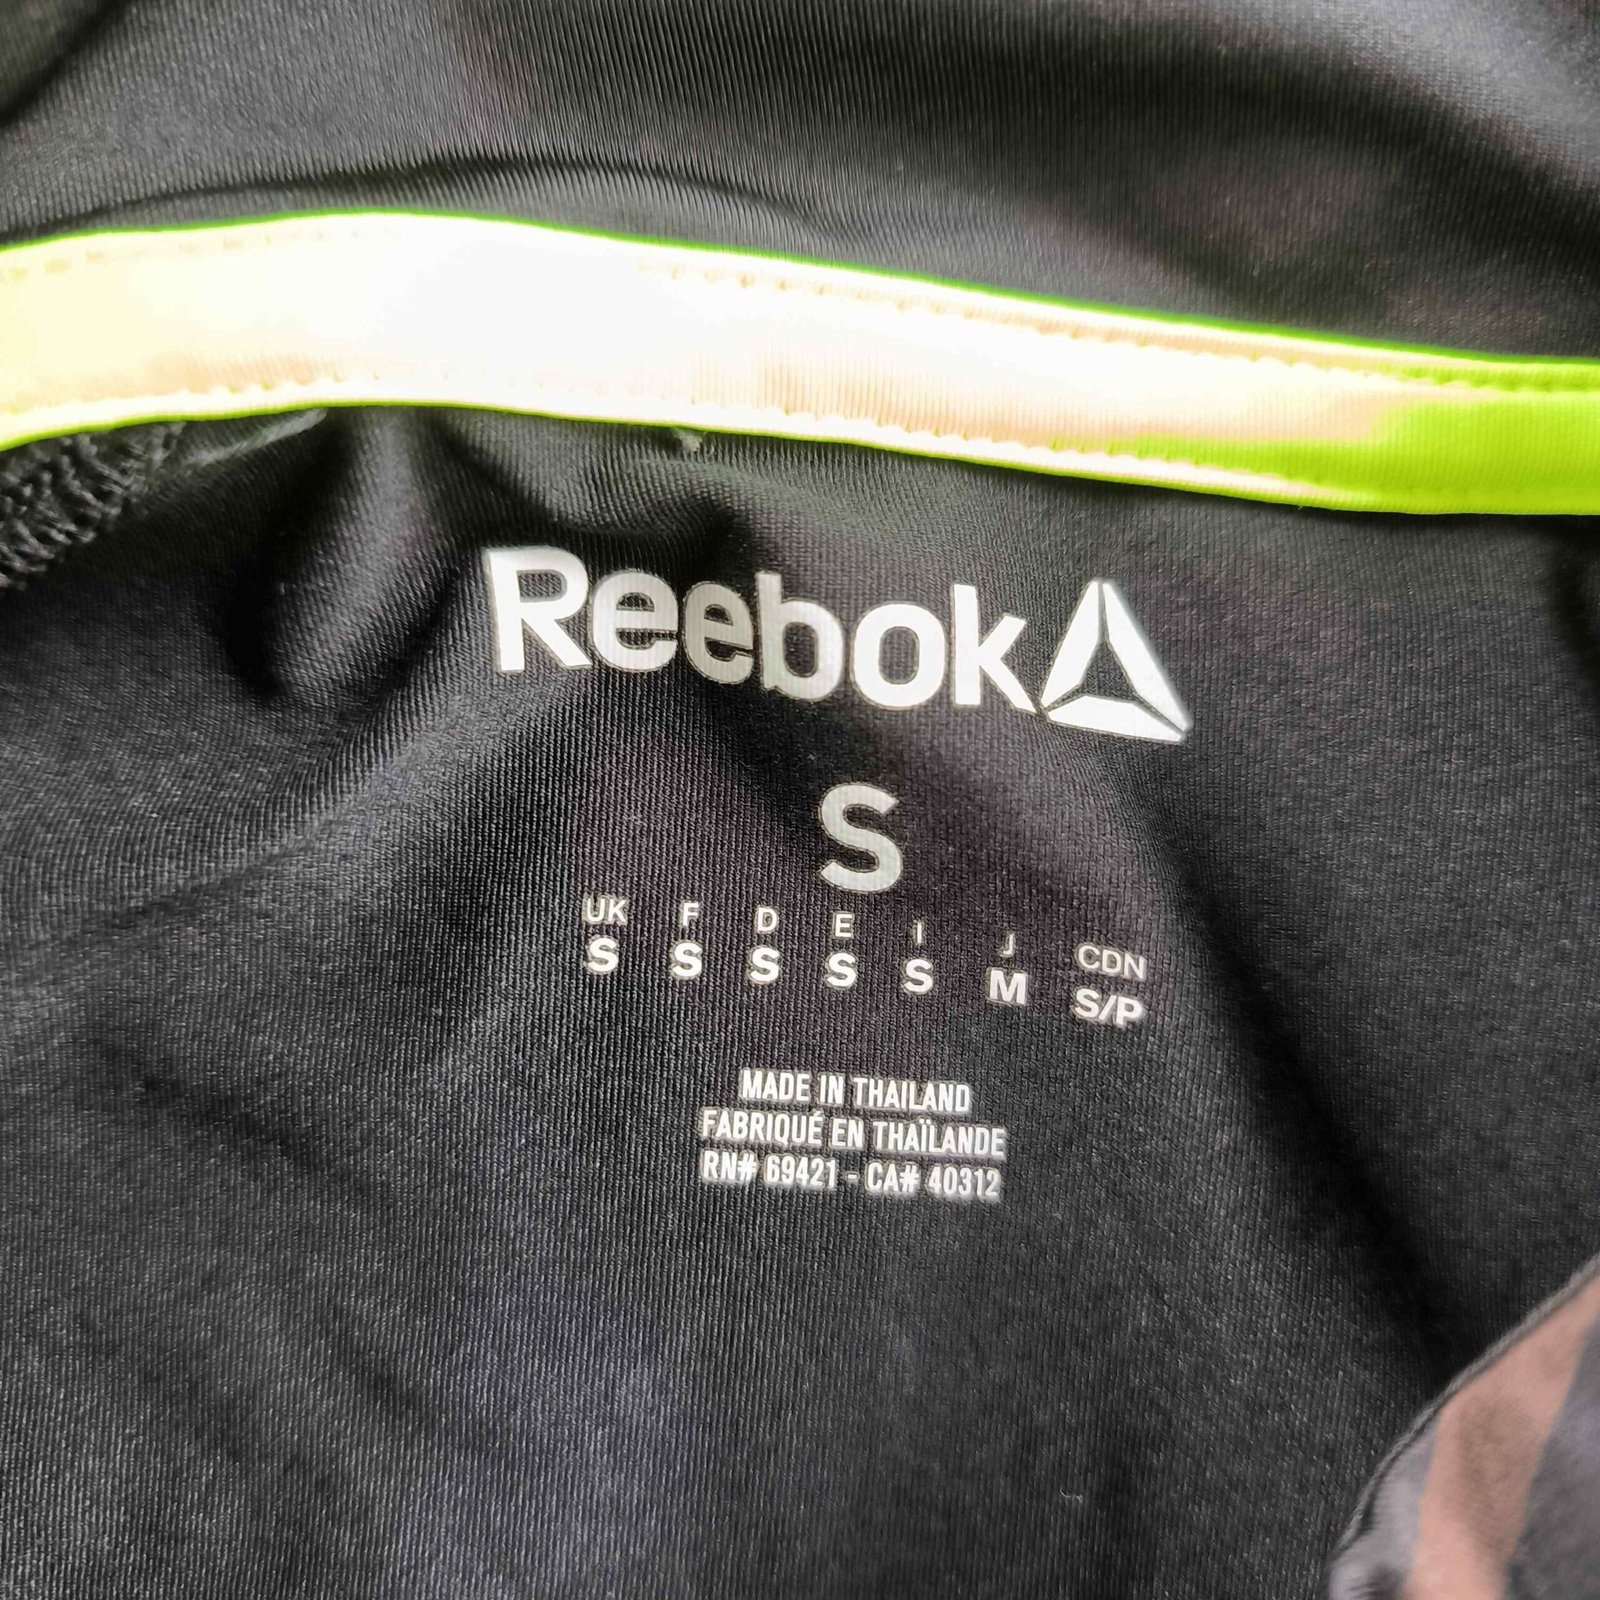 Reebok
S
UK F D E I J CDN
S S S S S M S/P
MADE IN THAILAND
FABRIQUÉ EN THAÏLANDE
RN# 69421 - CA# 40312